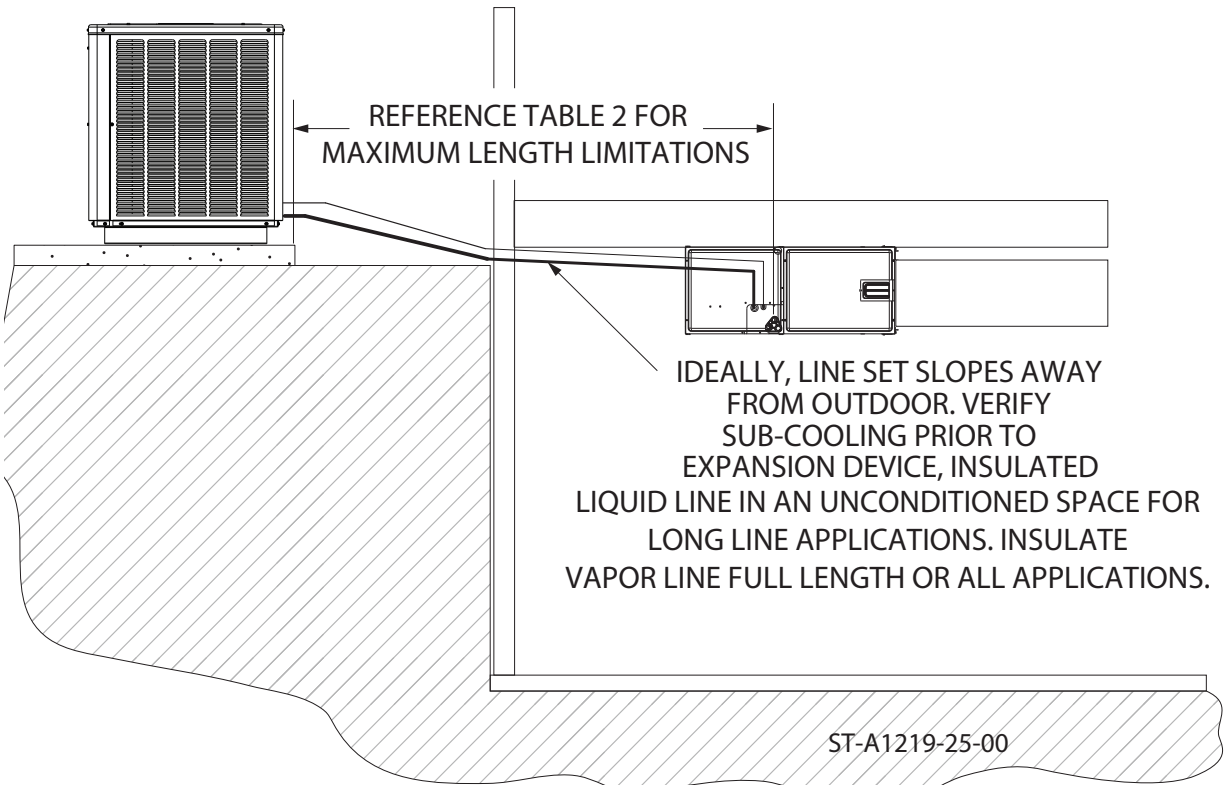 REFERENCE TABLE 2 FOR
MAXIMUM LENGTH LIMITATIONS
IDEALLY, LINE SET SLOPES AWAY
FROM OUTDOOR. VERIFY
SUB-COOLING PRIOR TO
EXPANSION DEVICE, INSULATED
LIQUID LINE IN AN UNCONDITIONED SPACE FOR
LONG LINE APPLICATIONS. INSULATE
VAPOR LINE FULL LENGTH OR ALL APPLICATIONS.
ST-A1219-25-00